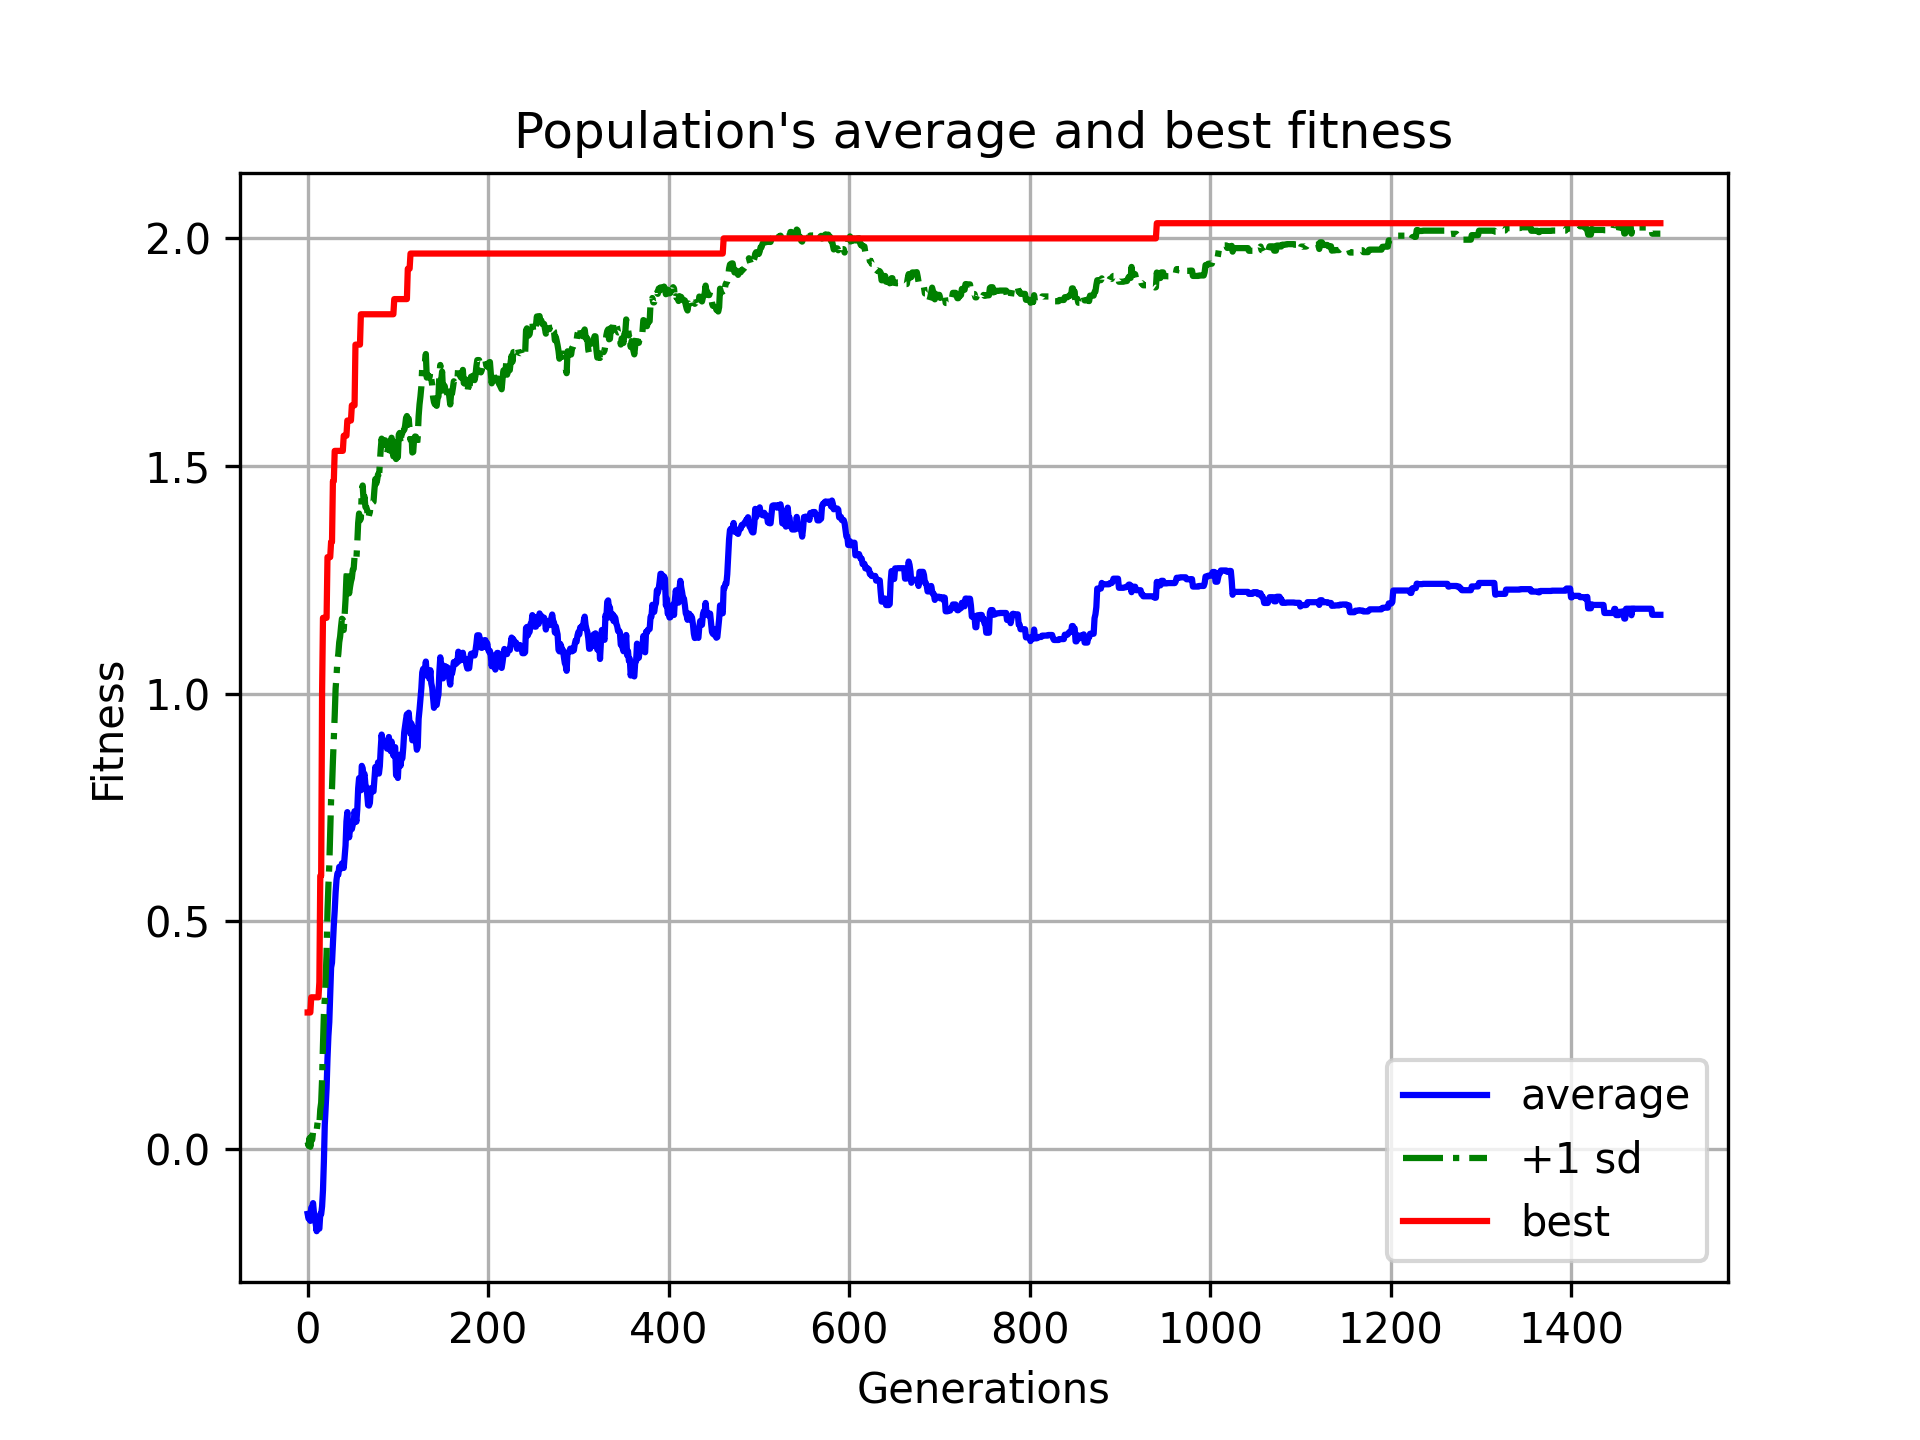 Population's average and best fitness
Fitness
2.0
1.5
1.0
0.5
0.0
0 200 400 600 800 1000 1200 1400
Generations
average
+1 sd
best